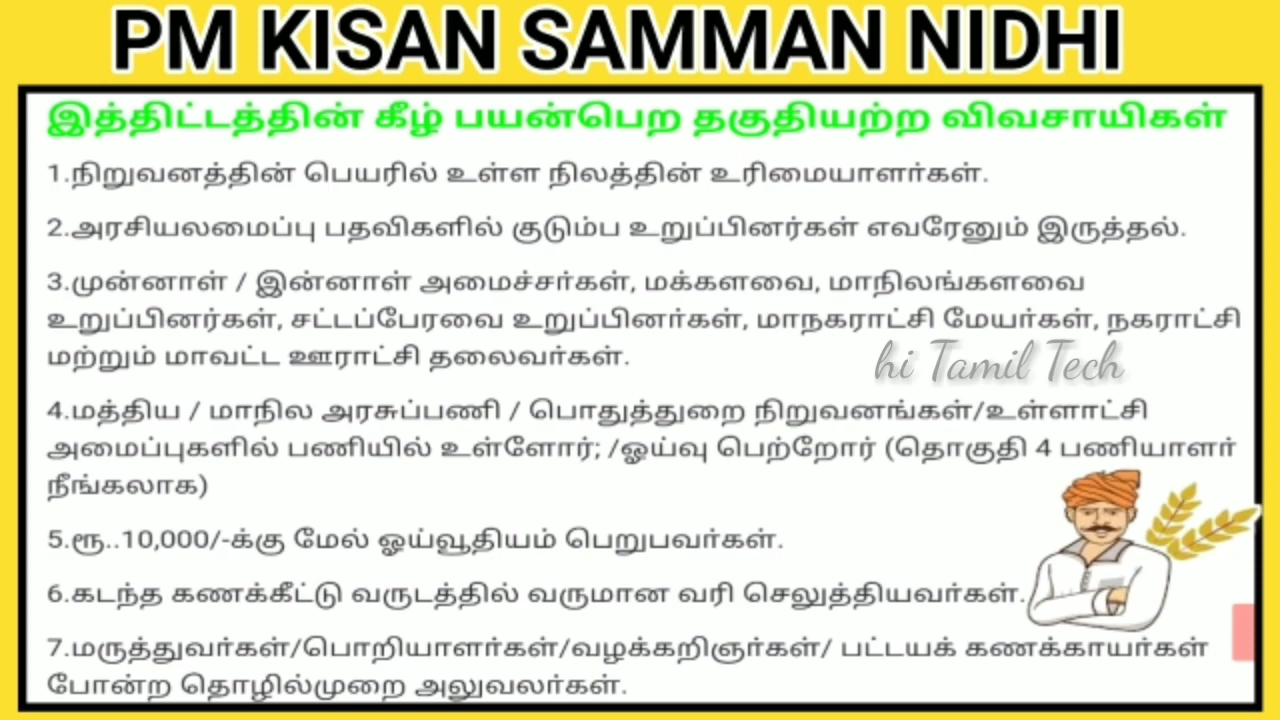 PM KISAN SAMMAN NIDHI
இத்திட்டத்தின் கீழ் பயன்பெற தகுதியற்ற விவசாயிகள்
1.நிறுவனத்தின் பெயரில் உள்ள நிலத்தின் உரிமையாளர்கள்.
2.அரசியலமைப்பு பதவிகளில் குடும்ப உறுப்பினர்கள் எவரேனும் இருத்தல்.
3.முன்னாள் / இன்னாள் அமைச்சர்கள், மக்களவை, மாநிலங்களவை
உறுப்பினர்கள், சட்டப்பேரவை உறுப்பினர்கள், மாநகராட்சி மேயர்கள், நகராட்சி
மற்றும் மாவட்ட ஊராட்சி தலைவர்கள்.
hi Tamil Tech
4.மத்திய / மாநில அரசுப்பணி / பொதுத்துறை நிறுவனங்கள்/உள்ளாட்சி
அமைப்புகளில் பணியில் உள்ளோர்; /ஓய்வு பெற்றோர் (தொகுதி 4 பணியாளர்
நீங்கலாக)
5.ரூ..10,000/-க்கு மேல் ஓய்வூதியம் பெறுபவர்கள்.
6.கடந்த கணக்கீட்டு வருடத்தில் வருமான வரி செலுத்தியவர்கள்.
7.மருத்துவர்கள்/பொறியாளர்கள்/வழக்கறிஞர்கள்/ பட்டயக் கணக்காயர்கள்
போன்ற தொழில்முறை அலுவலர்கள்.